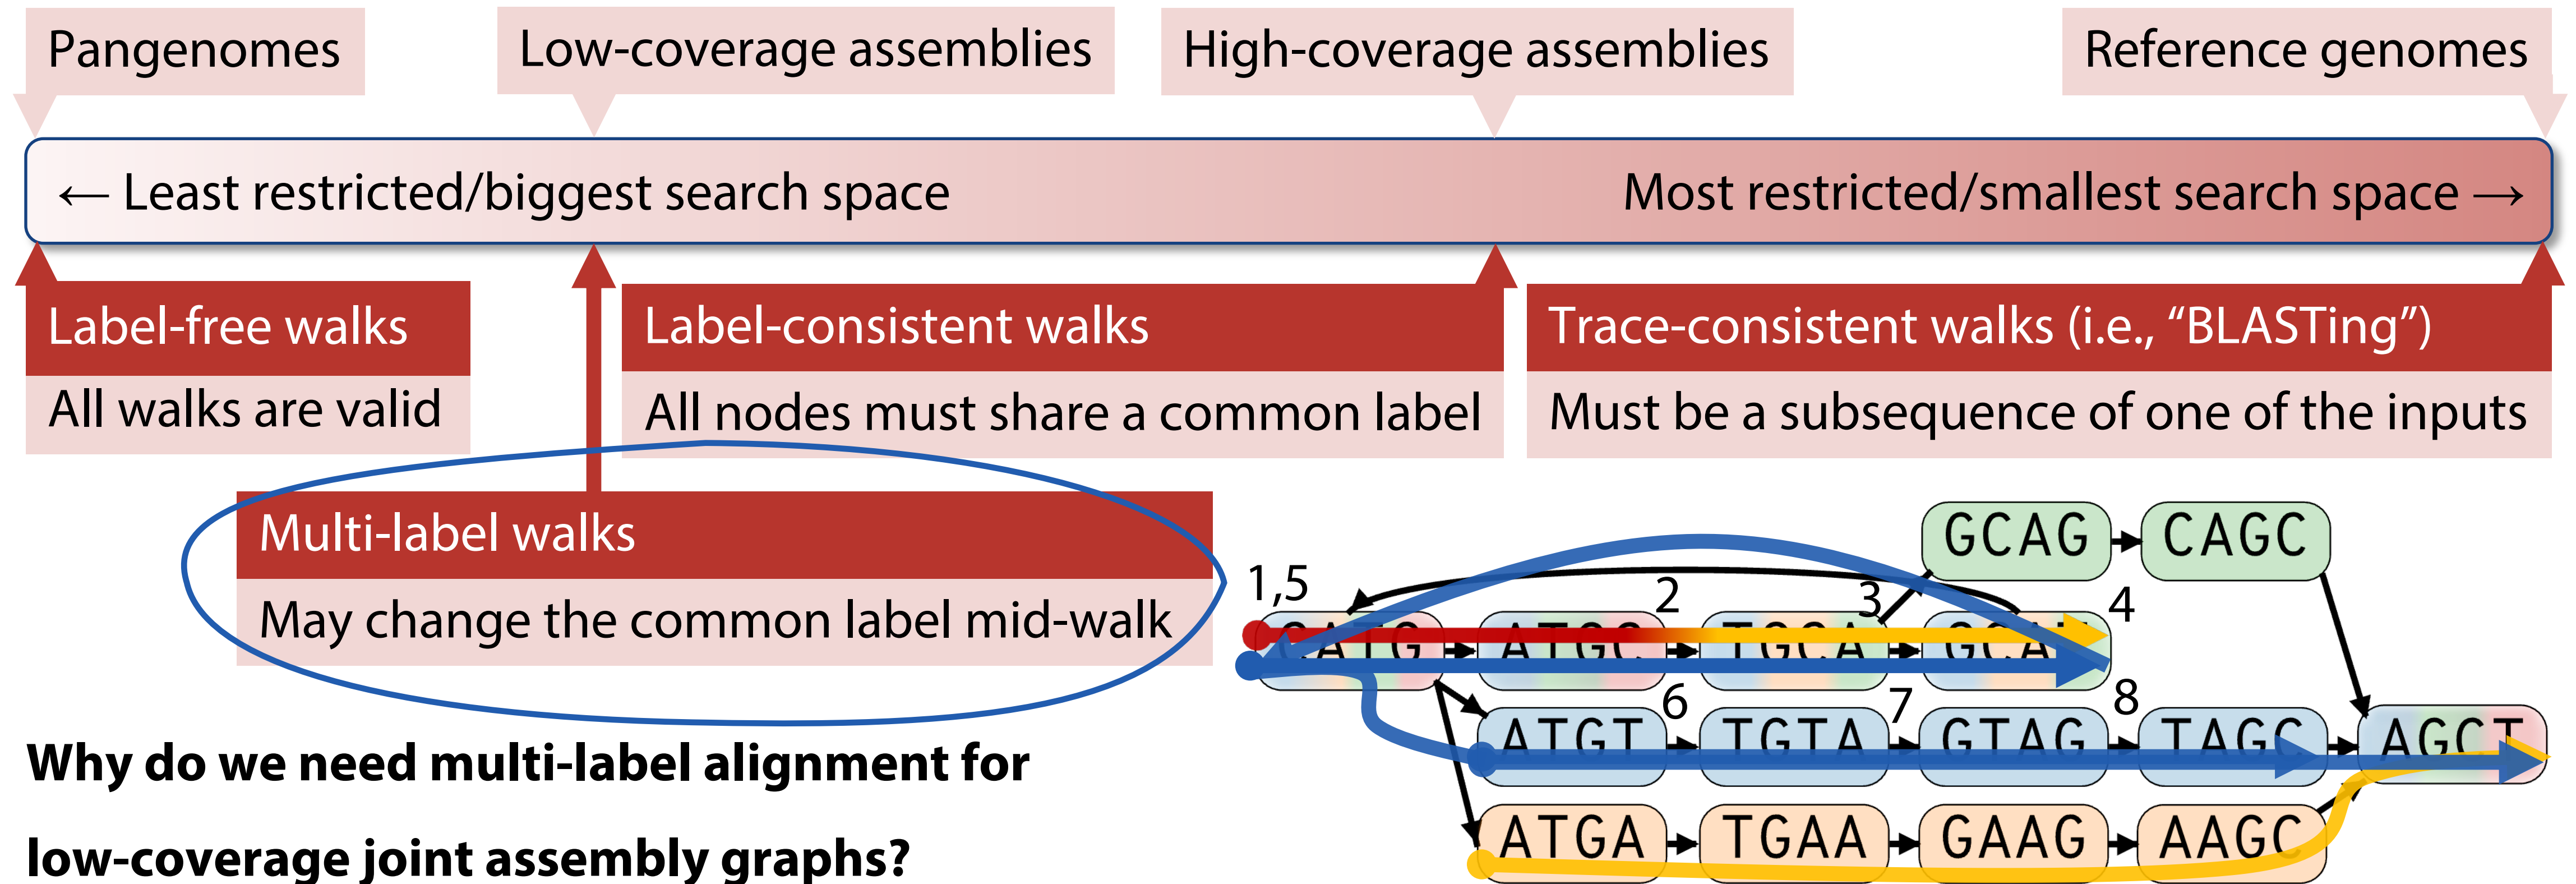 Pangenomes
Low-coverage assemblies
High-coverage assemblies
Reference genomes
← Least restricted/biggest search space
Most restricted/smallest search space →
Label-free walks
All walks are valid
Label-consistent walks
All nodes must share a common label
Trace-consistent walks (i.e., “BLASTing”)
Must be a subsequence of one of the inputs
Multi-label walks
May change the common label mid-walk
Why do we need multi-label alignment for
low-coverage joint assembly graphs?
GCAG
CAGC
1,5
2
3
4
CATG
ATGC
TGCA
6
7
8
ATGT
TGTA
GTAG
TAGC
AGCT
ATGA
TGAA
GAAG
AAGC